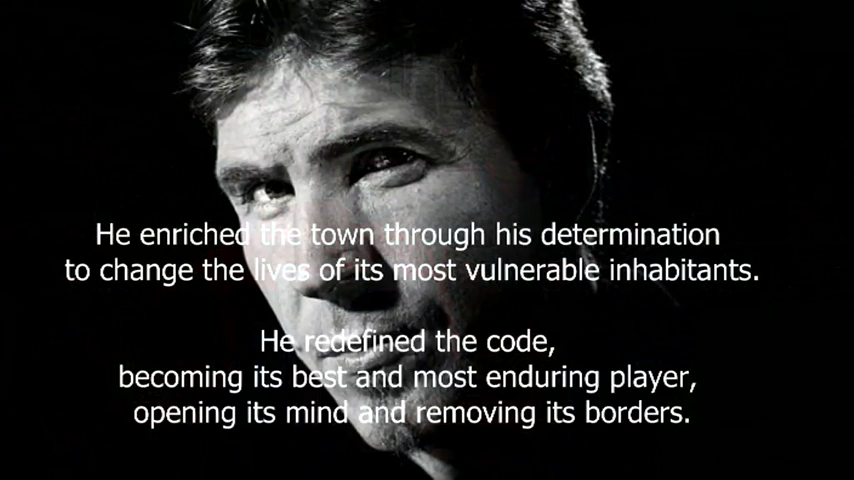 He enriched the town through his determination
to change the lives of its most vulnerable inhabitants.
He redefined the code,
becoming its best and most enduring player,
opening its mind and removing its borders.